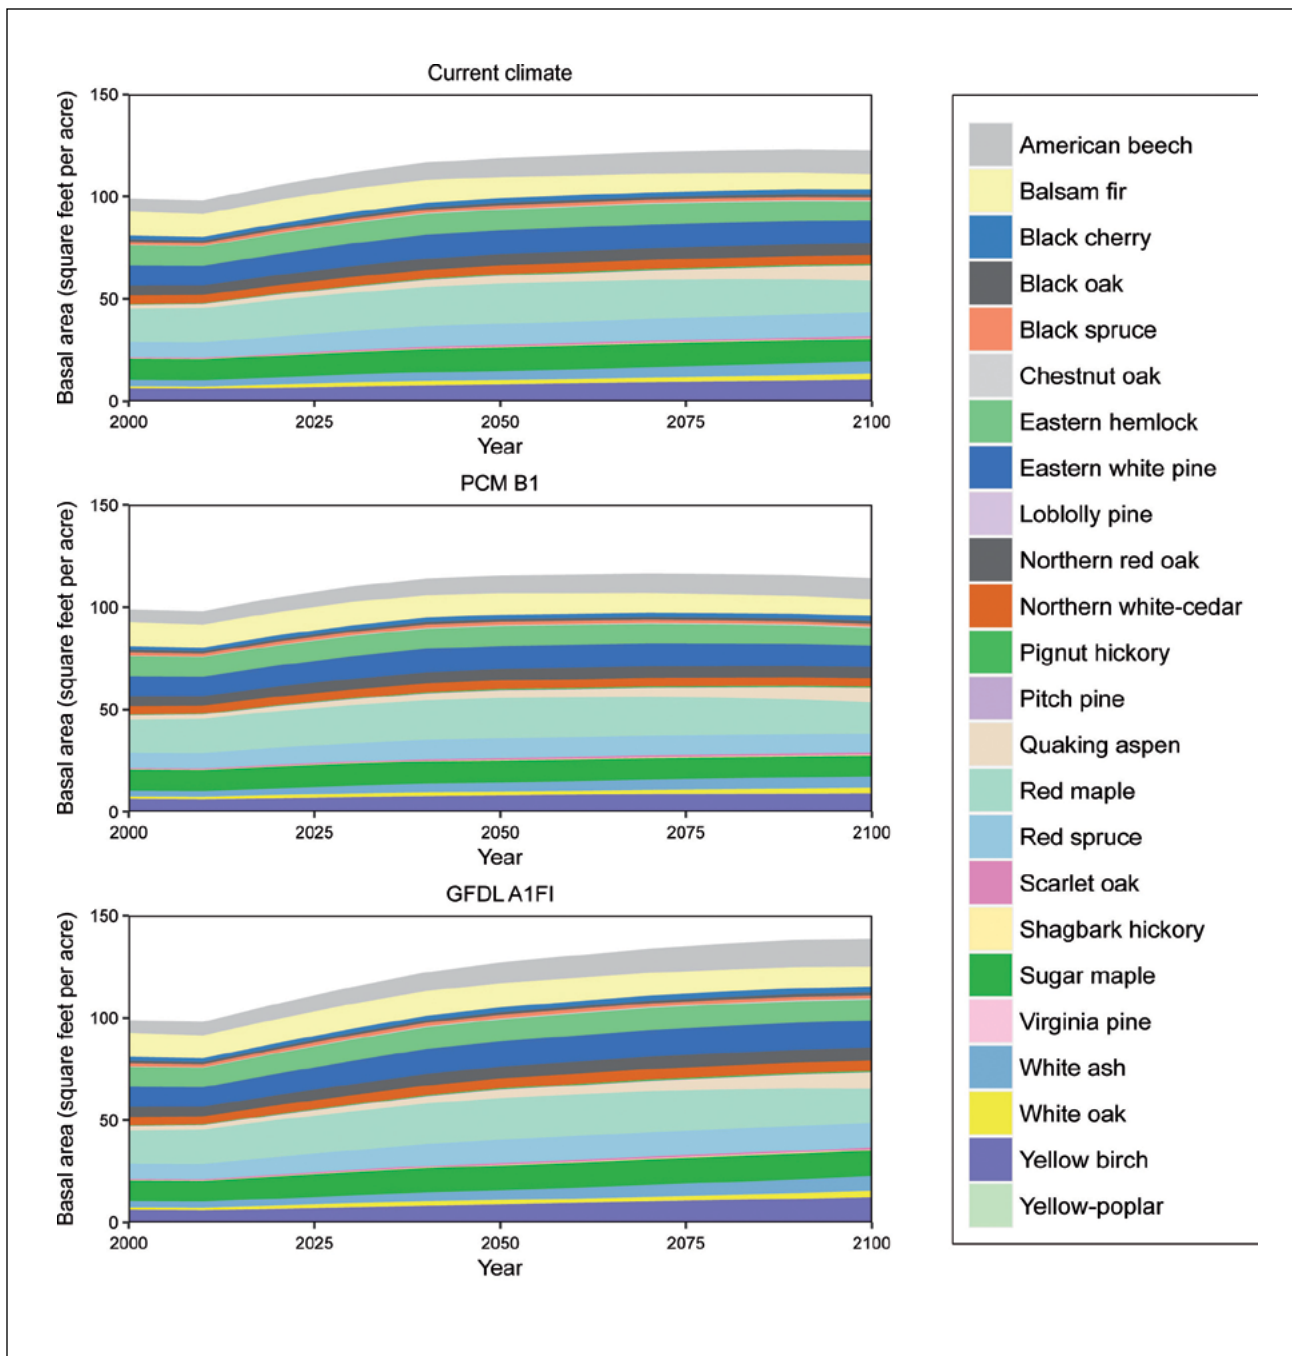 Current climate
Basal area (square feet per acre)
150
100
50
0
2000
2025
2050
2075
2100
Year
PCM B1
Basal area (square feet per acre)
150
100
50
0
2000
2025
2050
2075
2100
Year
GFDL A1FI
Basal area (square feet per acre)
150
100
50
0
2000
2025
2050
2075
2100
Year
American beech
Balsam fir
Black cherry
Black oak
Black spruce
Chestnut oak
Eastern hemlock
Eastern white pine
Loblolly pine
Northern red oak
Northern white-cedar
Pignut hickory
Pitch pine
Quaking aspen
Red maple
Red spruce
Scarlet oak
Shagbark hickory
Sugar maple
Virginia pine
White ash
White oak
Yellow birch
Yellow-poplar